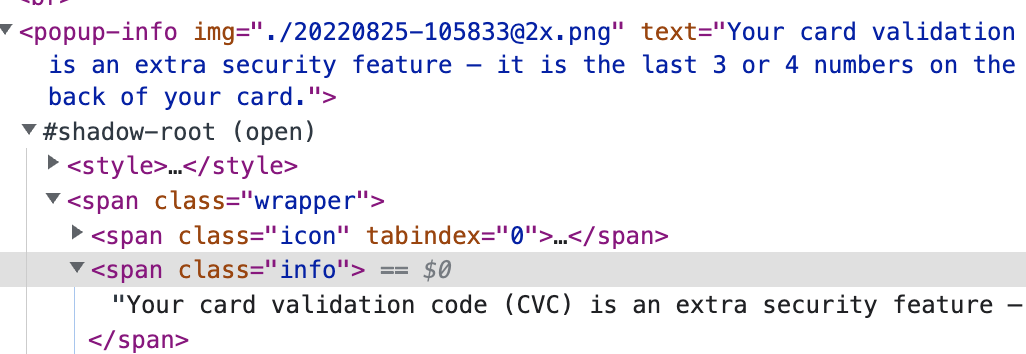 <popup-info img="./20220825-105833@2x.png" text="Your card validation
is an extra security feature — it is the last 3 or 4 numbers on the
back of your card.">
#shadow-root (open)
<style>…</style>
<span class="wrapper">
<span class="icon" tabindex="0">…</span>
<span class="info"> == $0
"Your card validation code (CVC) is an extra security feature —
</span>